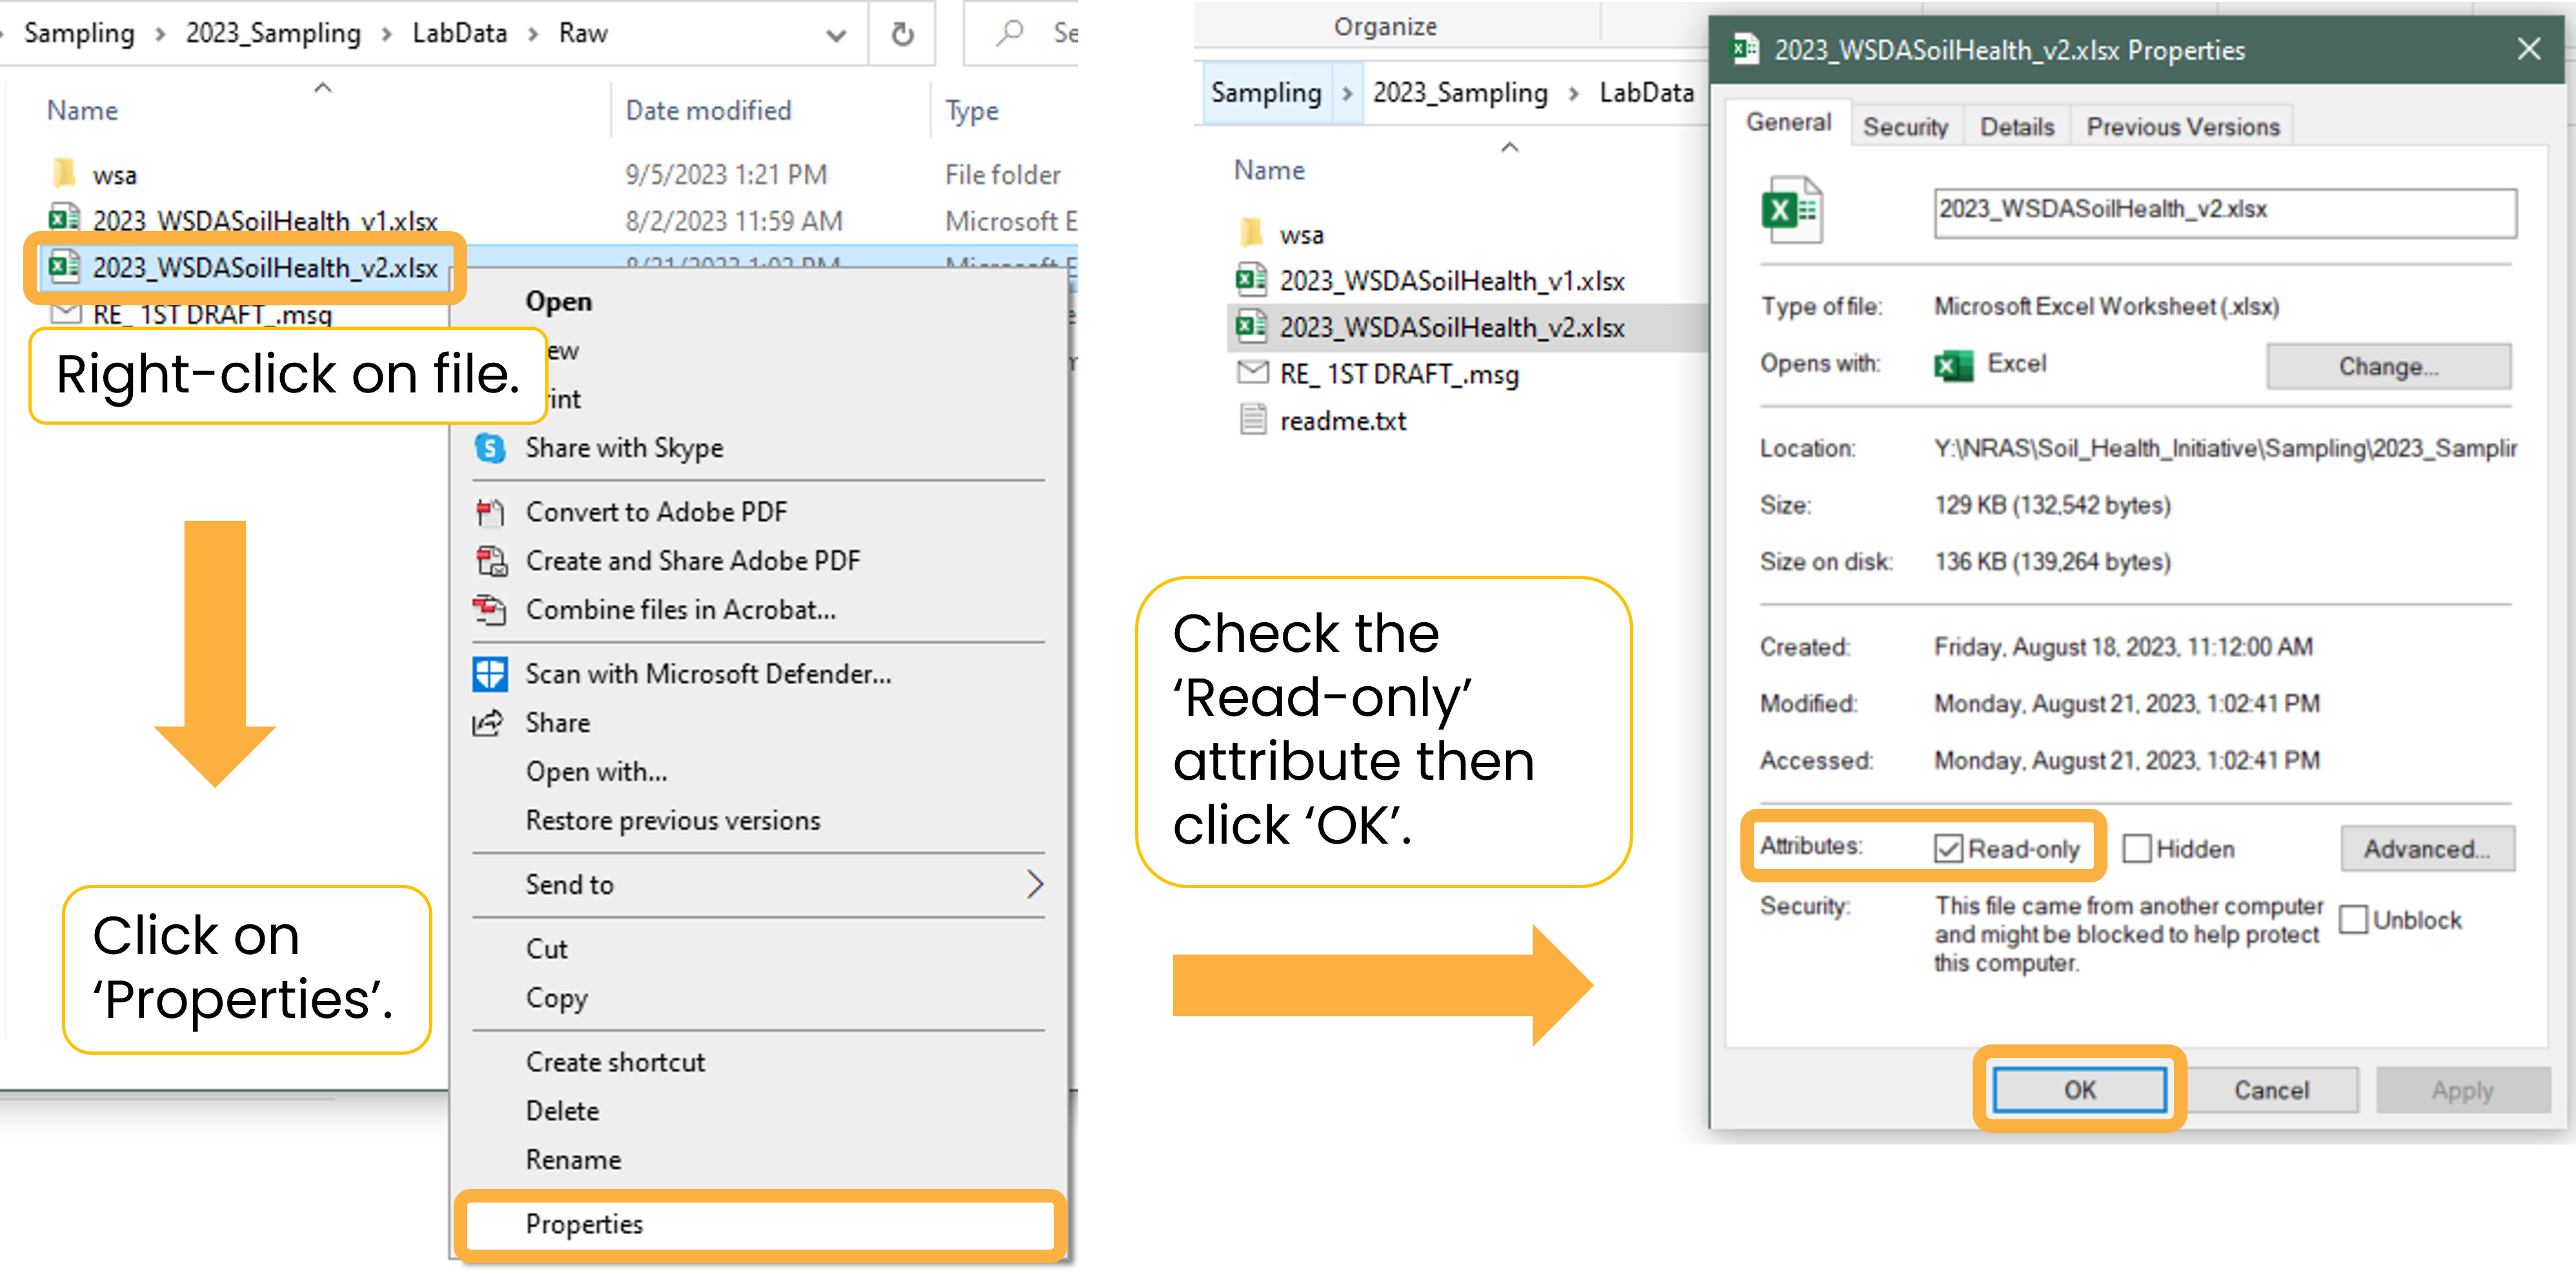 Sampling > 2023_Sampling > LabData > Raw
Se
Name
Date modified
Type
wsa
9/5/2023 1:21 PM
File folder
2023_WSDASoilHealth_v1.xlsx
8/2/2023 11:59 AM
Microsoft E
2023_WSDASoilHealth_v2.xlsx
8/21/2023 1:02 PM
Microsoft E
RE_ 1ST DRAFT_.msg
Right-click on file.
Click on
‘Properties’.
Open
ew
int
Share with Skype
Convert to Adobe PDF
Create and Share Adobe PDF
Combine files in Acrobat...
Scan with Microsoft Defender...
Share
Open with...
Restore previous versions
Send to
Cut
Copy
Create shortcut
Delete
Rename
Properties
Organize
Sampling > 2023_Sampling > LabData
Name
wsa
2023_WSDASoilHealth_v1.xlsx
2023_WSDASoilHealth_v2.xlsx
RE_ 1ST DRAFT_.msg
readme.txt
Check the
‘Read-only’
attribute then
click ‘OK’.
2023_WSDASoilHealth_v2.xlsx Properties
General Security Details Previous Versions
2023_WSDASoilHealth_v2.xlsx
Type of file: Microsoft Excel Worksheet (.xlsx)
Opens with: Excel Change...
Location: Y:\NRAS\Soil_Health_Initiative\Sampling\2023_Samplin
Size: 129 KB (132,542 bytes)
Size on disk: 136 KB (139,264 bytes)
Created: Friday, August 18, 2023, 11:12:00 AM
Modified: Monday, August 21, 2023, 1:02:41 PM
Accessed: Monday, August 21, 2023, 1:02:41 PM
Attributes: Read-only Hidden Advanced...
Security: This file came from another computer
and might be blocked to help protect
this computer.
Unblock
OK Cancel Apply